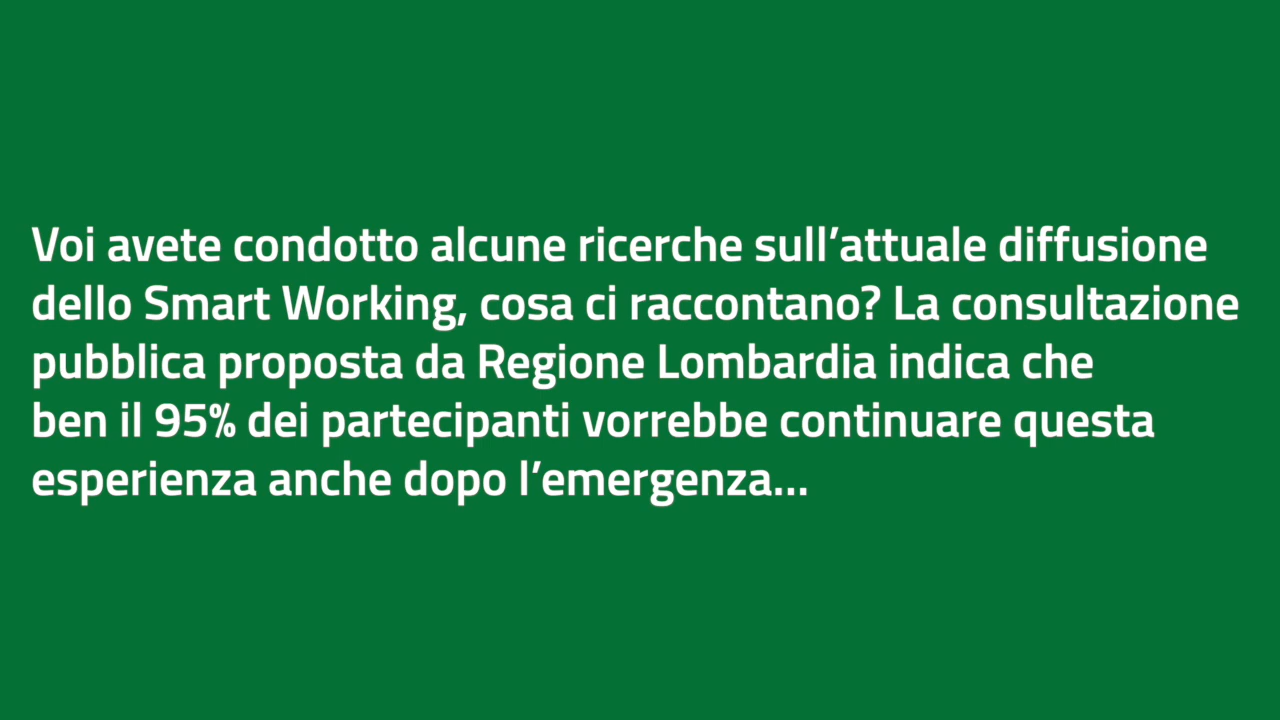 Voi avete condotto alcune ricerche sull’attuale diffusione
dello Smart Working, cosa ci raccontano? La consultazione
pubblica proposta da Regione Lombardia indica che
ben il 95% dei partecipanti vorrebbe continuare questa
esperienza anche dopo l’emergenza...